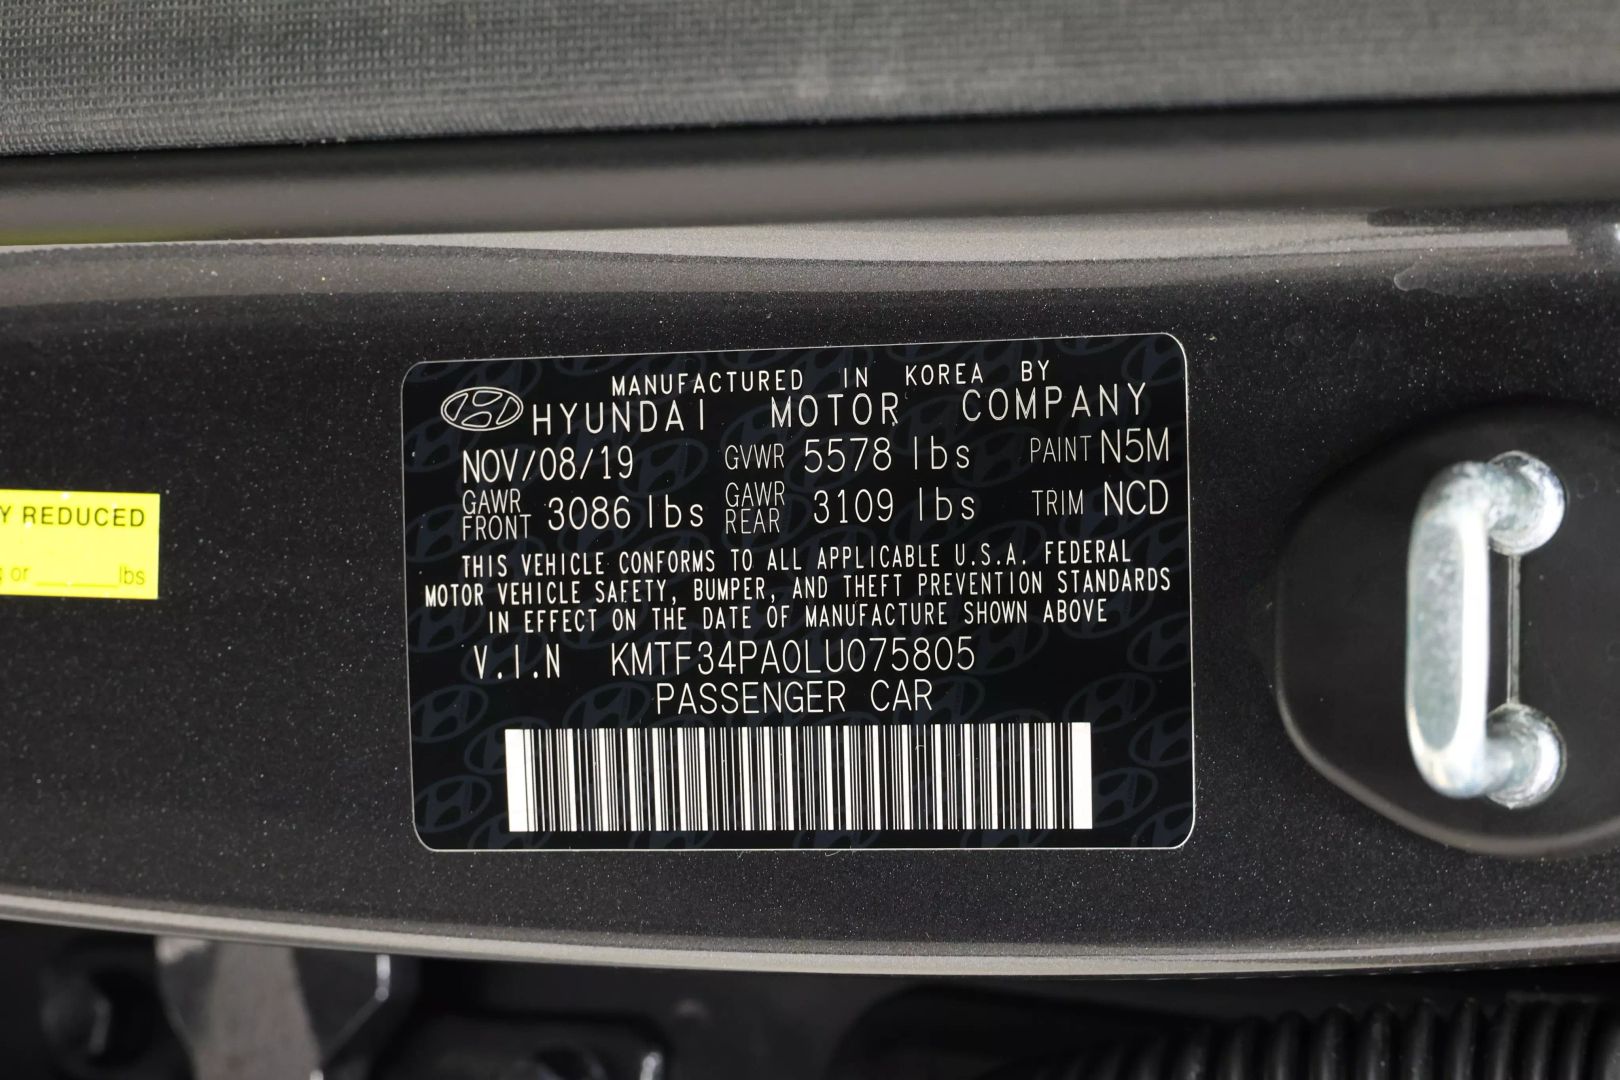 MANUFACTURED IN KOREA BY
HYUNDAI MOTOR COMPANY
NOV/08/19 GVWR 5578 lbs PAINT N5M
GAWR FRONT 3086 lbs GAWR REAR 3109 lbs TRIM NCD
THIS VEHICLE CONFORMS TO ALL APPLICABLE U.S.A. FEDERAL
MOTOR VEHICLE SAFETY, BUMPER, AND THEFT PREVENTION STANDARDS
IN EFFECT ON THE DATE OF MANUFACTURE SHOWN ABOVE
V.I.N KMTF34PA0LU075805
PASSENGER CAR
Y REDUCED
or ______lbs